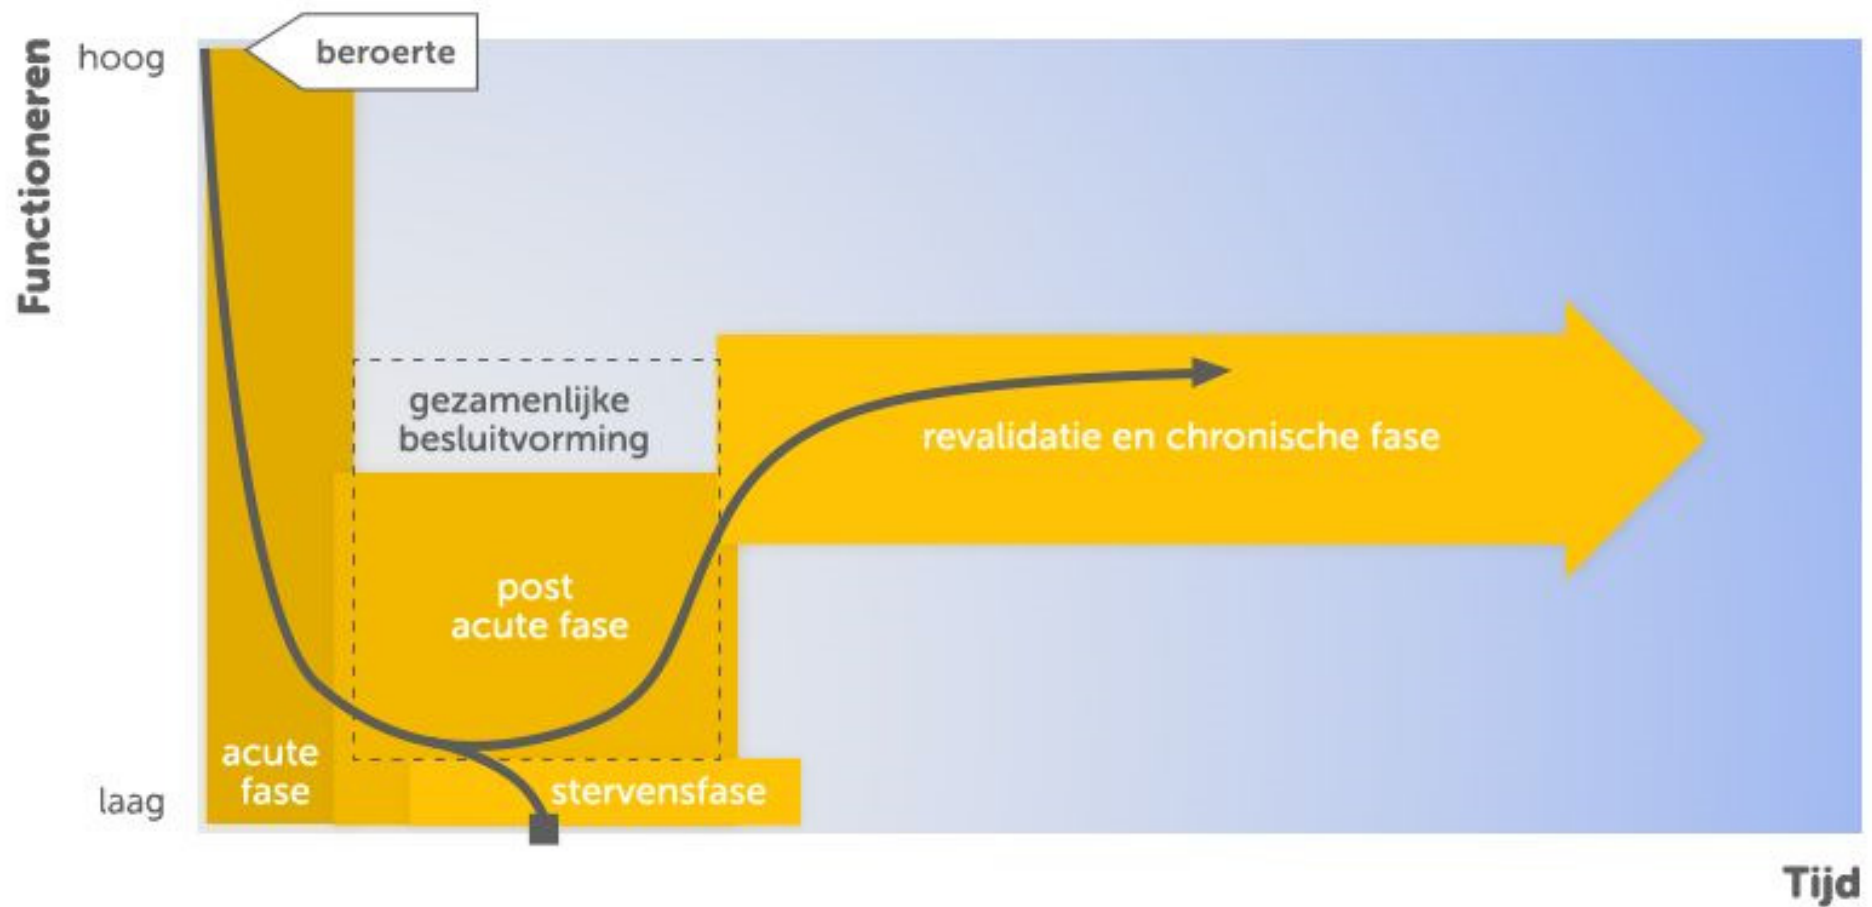 beroerte
hoog
Functioneren
gezamenlijke
besluitvorming
revalidatie en chronische fase
post
acute fase
acute
fase
stervensfase
laag
Tijd